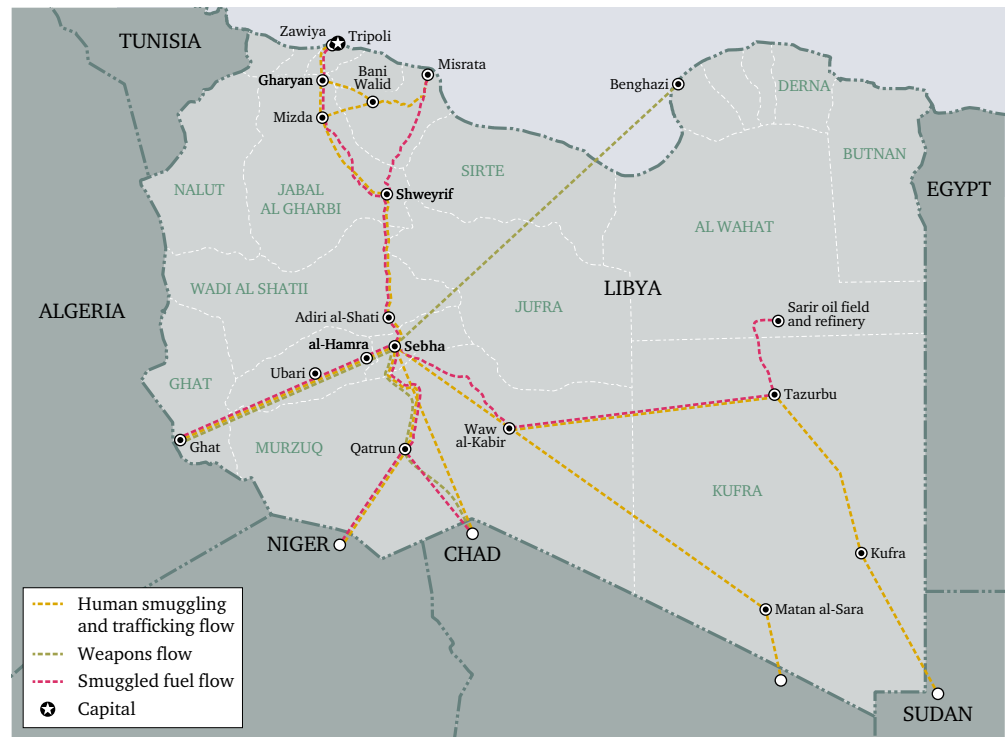 Zawiya
Tripoli
TUNISIA
Misrata
Bani
Walid
Gharyan
Benghazi
DERNA
Mizda
BUTNAN
SIRTE
NALUT
JABAL
AL GHARBI
Shweyrif
EGYPT
AL WAHAT
WADI AL SHATII
LIBYA
JUFRA
ALGERIA
Adiri al-Shati
Sarir oil field
and refinery
al-Hamra
Sebha
Ubari
GHAT
Tazurbu
Waw
al-Kabir
Ghat
MURZUQ
Qatrun
KUFRA
NIGER
CHAD
Kufra
Matan al-Sara
SUDAN
Human smuggling
and trafficking flow
Weapons flow
Smuggled fuel flow
Capital